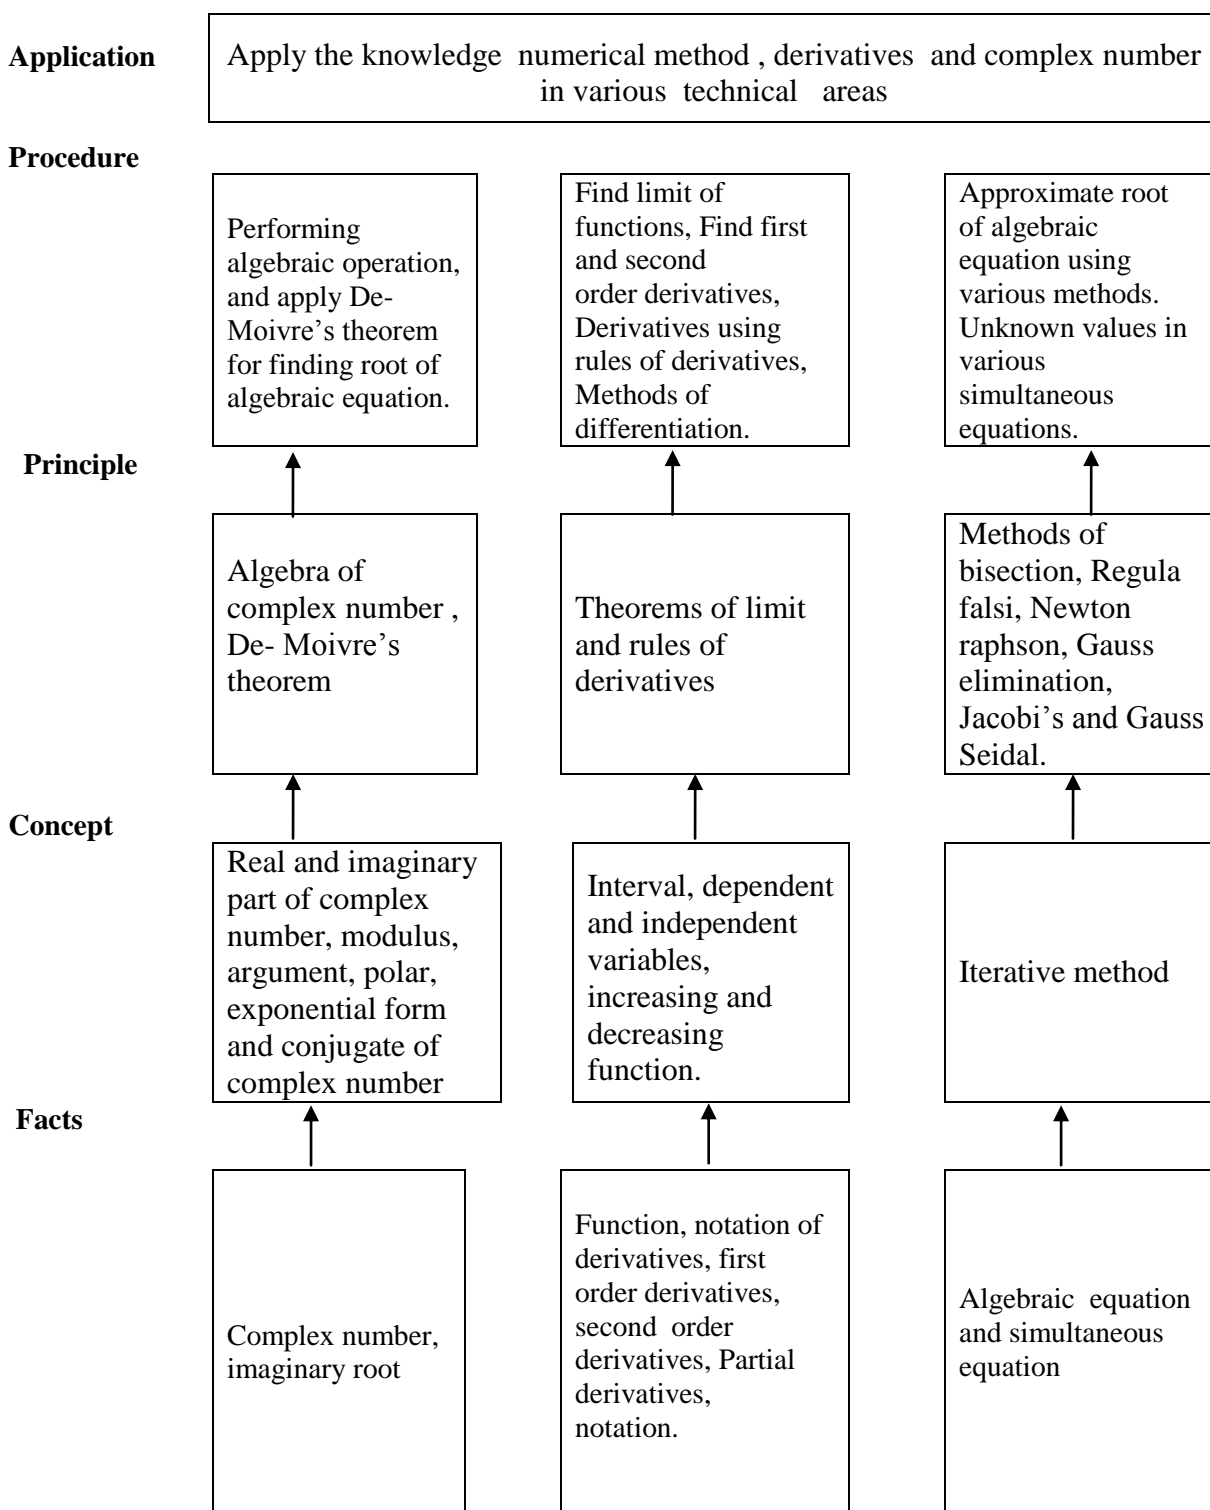 Application
Apply the knowledge numerical method , derivatives and complex number
in various technical areas
Procedure
Performing
algebraic operation,
and apply De-
Moivre’s theorem
for finding root of
algebraic equation.
Find limit of
functions, Find first
and second
order derivatives,
Derivatives using
rules of derivatives,
Methods of
differentiation.
Approximate root
of algebraic
equation using
various methods.
Unknown values in
various
simultaneous
equations.
Principle
Algebra of
complex number ,
De- Moivre’s
theorem
Theorems of limit
and rules of
derivatives
Methods of
bisection, Regula
falsi, Newton
raphson, Gauss
elimination,
Jacobi’s and Gauss
Seidal.
Concept
Real and imaginary
part of complex
number, modulus,
argument, polar,
exponential form
and conjugate of
complex number
Interval, dependent
and independent
variables,
increasing and
decreasing
function.
Iterative method
Facts
Complex number,
imaginary root
Function, notation of
derivatives, first
order derivatives,
second order
derivatives, Partial
derivatives,
notation.
Algebraic equation
and simultaneous
equation